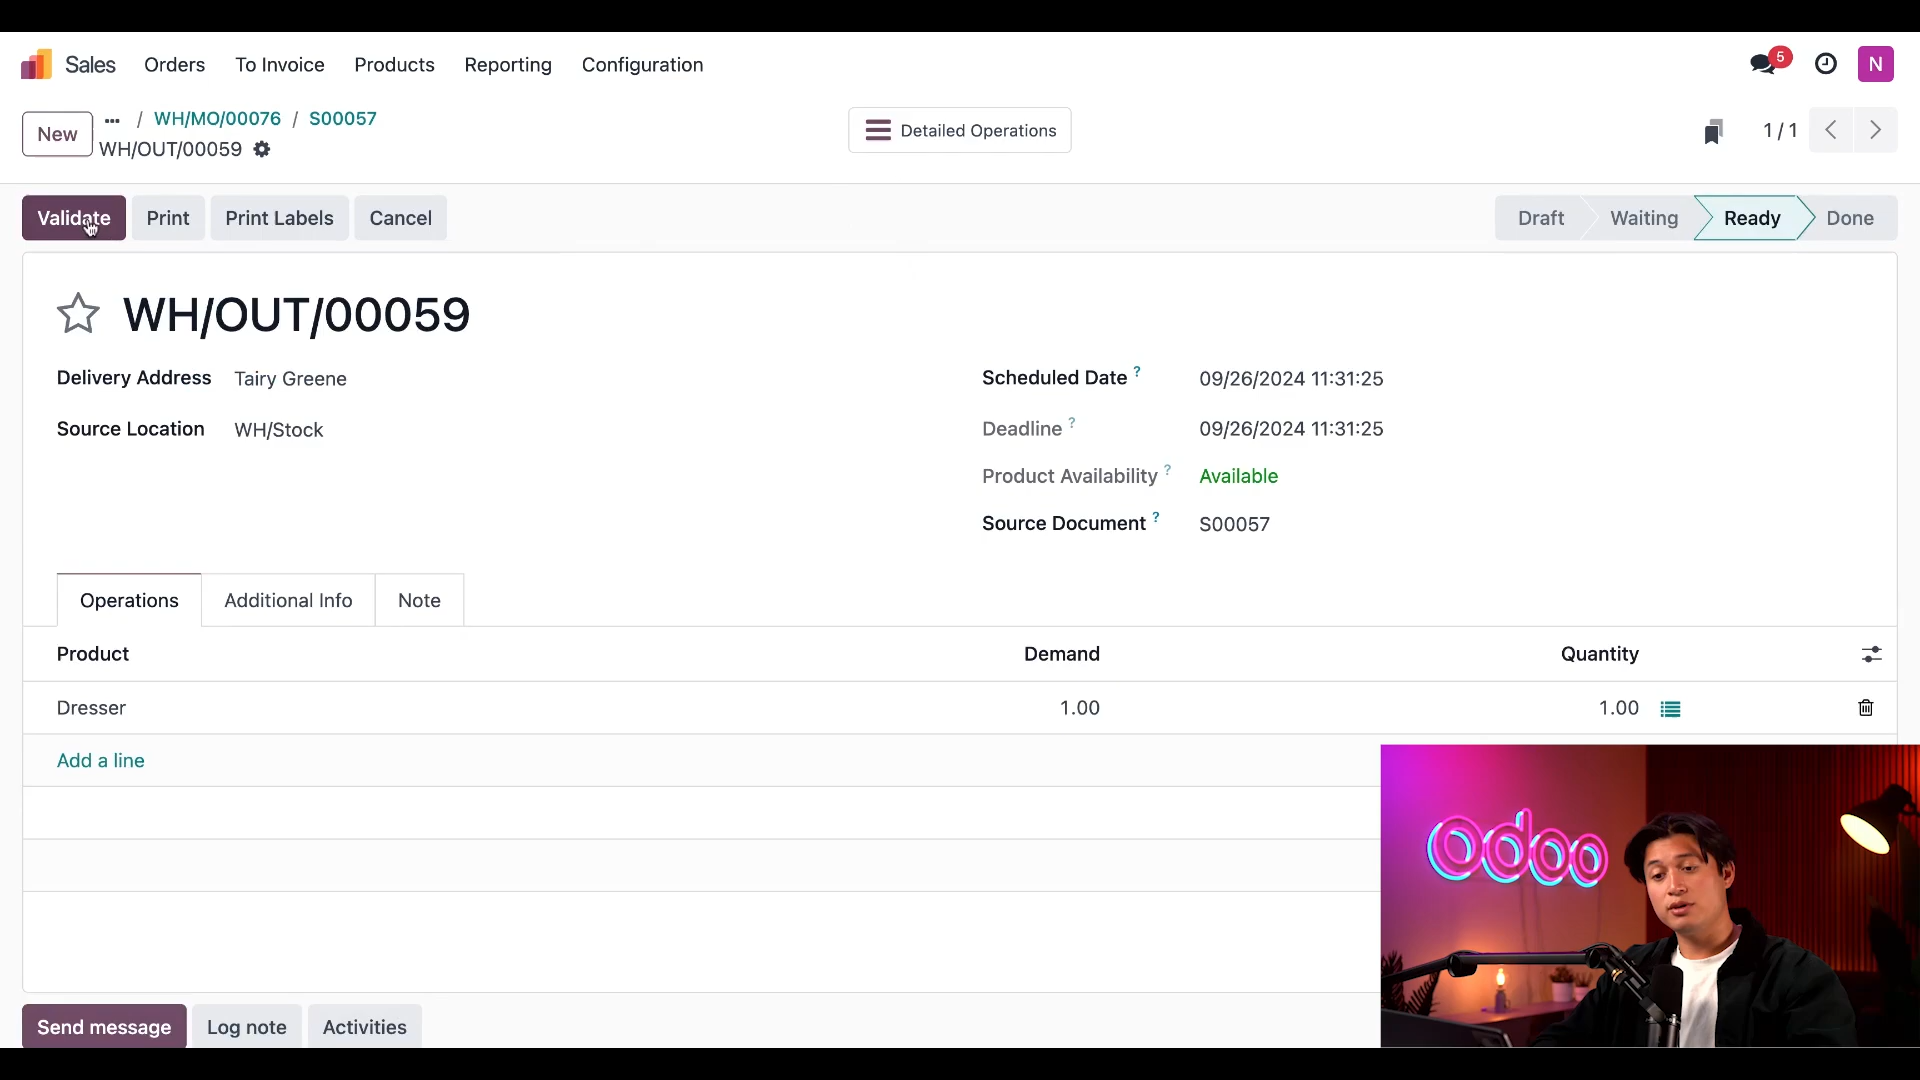 Sales Orders To Invoice Products Reporting Configuration 5 N
New ... / WH/MO/00076 / S00057
WH/OUT/00059
Detailed Operations
1 / 1
Validate Print Print Labels Cancel
Draft Waiting Ready Done
WH/OUT/00059
Delivery Address Tairy Greene
Source Location WH/Stock
Scheduled Date ? 09/26/2024 11:31:25
Deadline ? 09/26/2024 11:31:25
Product Availability ? Available
Source Document ? S00057
Operations Additional Info Note
Product Demand Quantity
Dresser 1.00 1.00
Add a line
odoo
Send message Log note Activities